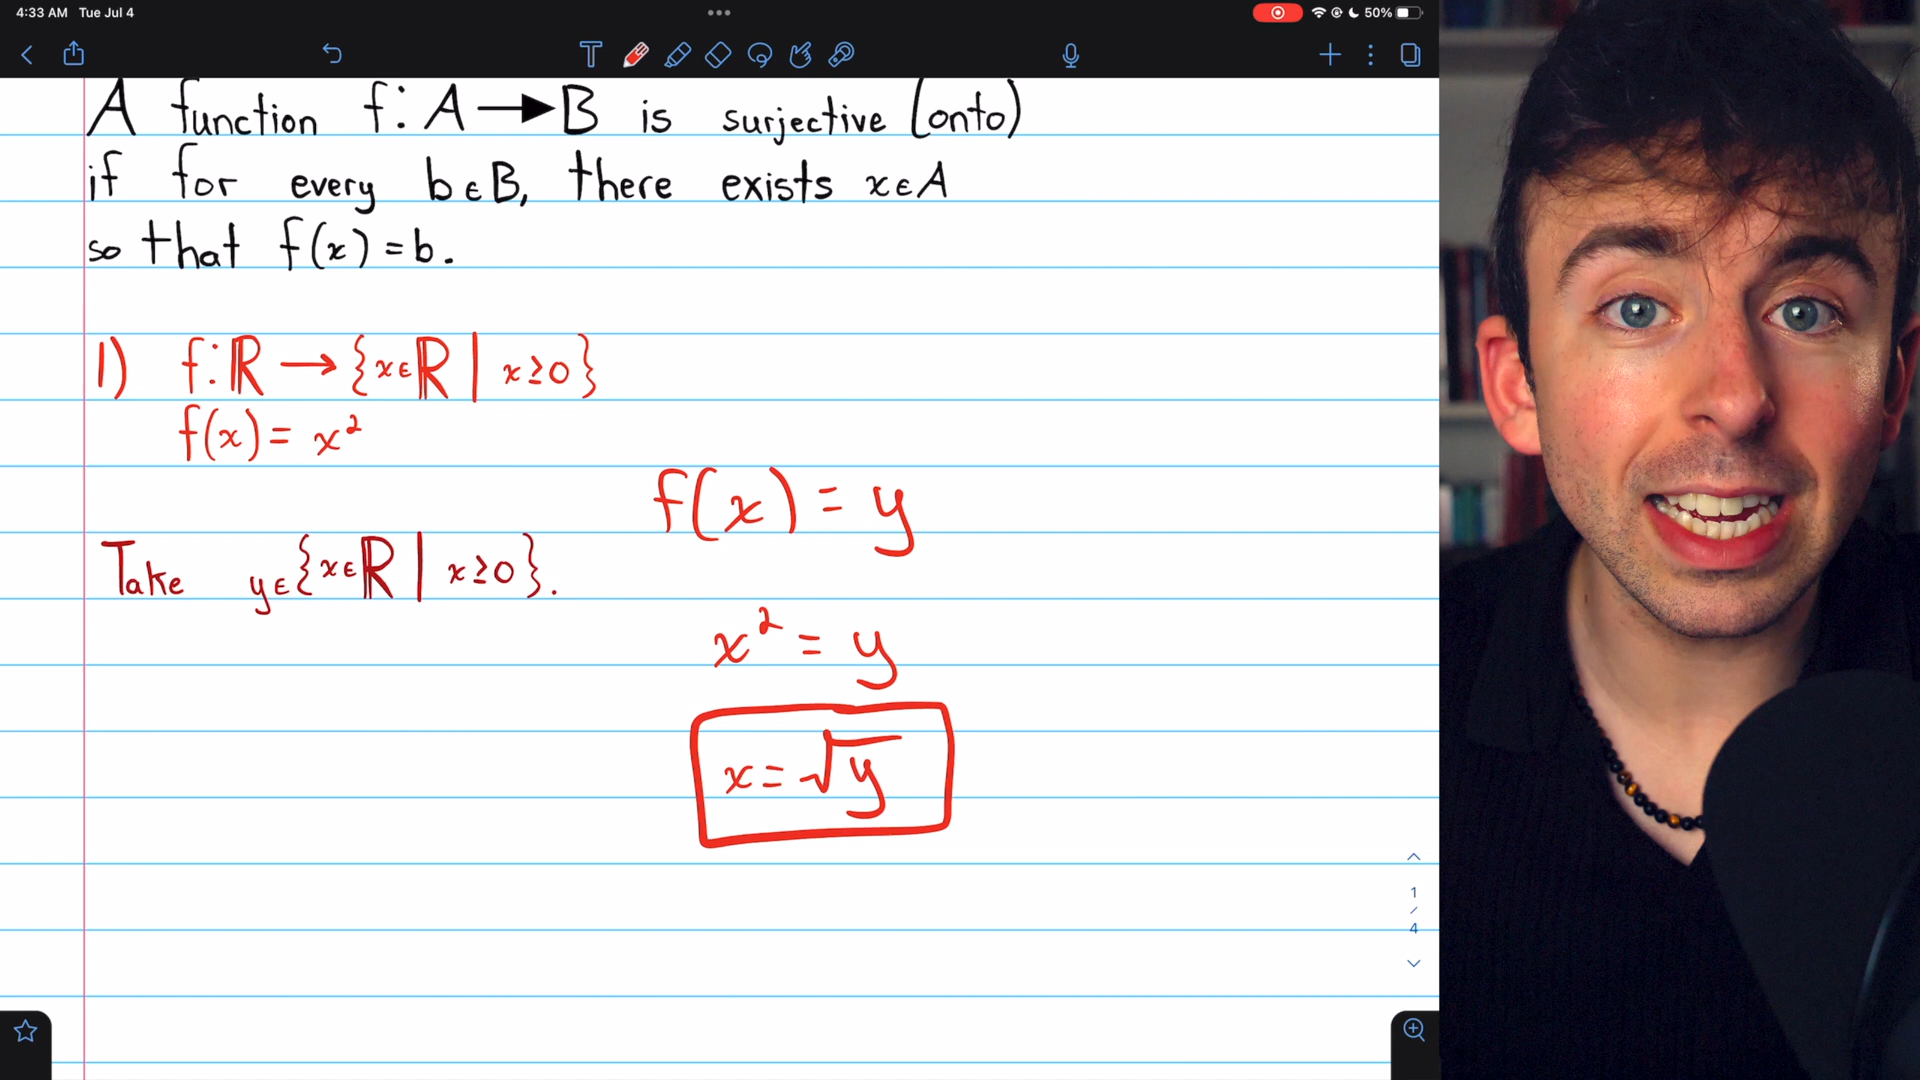 4:33 AM Tue Jul 4
50%
A function f: A→B is surjective (onto)
if for every b∈B, there exists x∈A
so that f(x)=b.
1) f:ℝ→{x∈ℝ | x≥0}
f(x)= x²
f(x)=y
Take y∈{x∈ℝ | x≥0}.
x²=y
x=√y
1
/
4